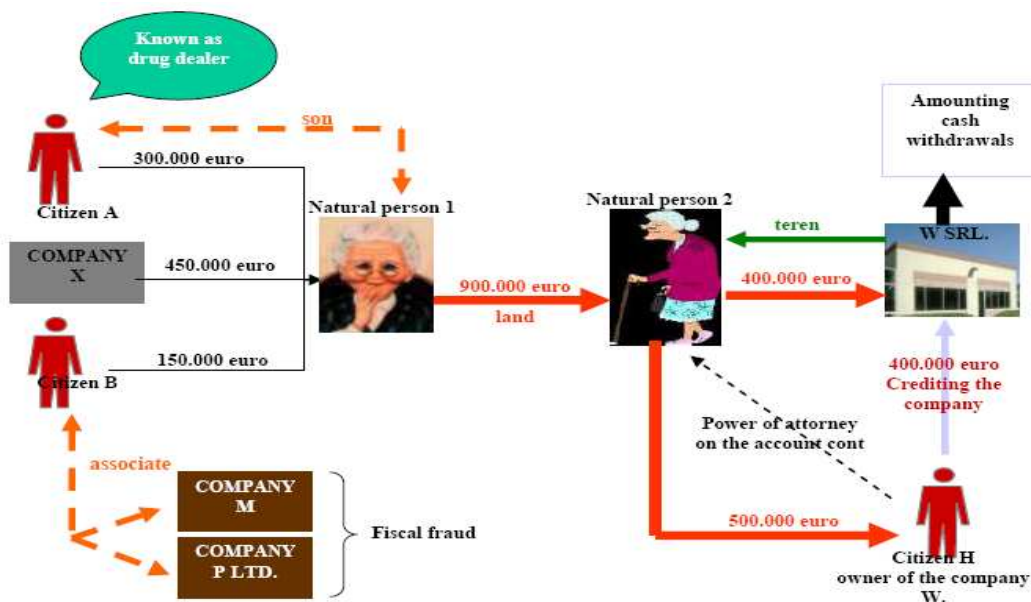 Known as
drug dealer
son
300.000 euro
Citizen A
Natural person 1
Natural person 2
Amounting
cash
withdrawals
teren
W SRL.
COMPANY
X
450.000 euro
900.000 euro
land
400.000 euro
150.000 euro
Citizen B
400.000 euro
Crediting the
company
Power of attorney
on the account cont
associate
COMPANY
M
COMPANY
P LTD.
Fiscal fraud
500.000 euro
Citizen H
owner of the company
W.